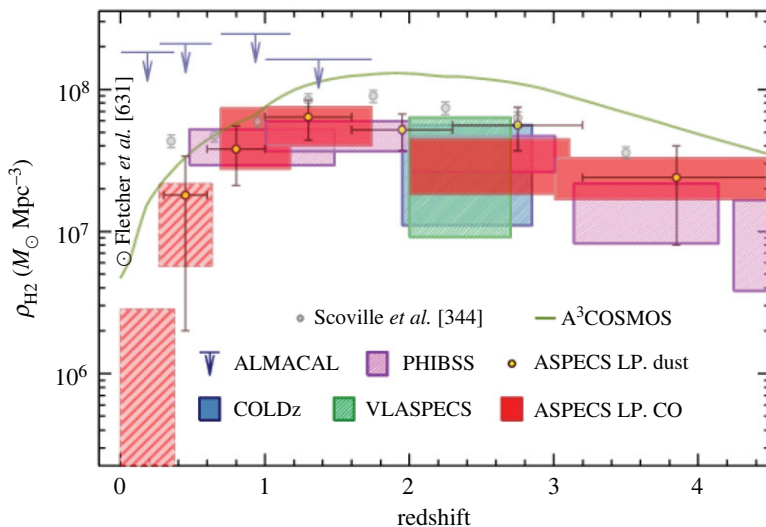 10⁸
10⁷
10⁶
ρH2 (M⊙ Mpc⁻³)
⊙ Fletcher et al. [631]
Scoville et al. [344]
A³COSMOS
ALMACAL
PHIBSS
ASPECS LP. dust
COLDz
VLASPECS
ASPECS LP. CO
0 1 2 3 4
redshift